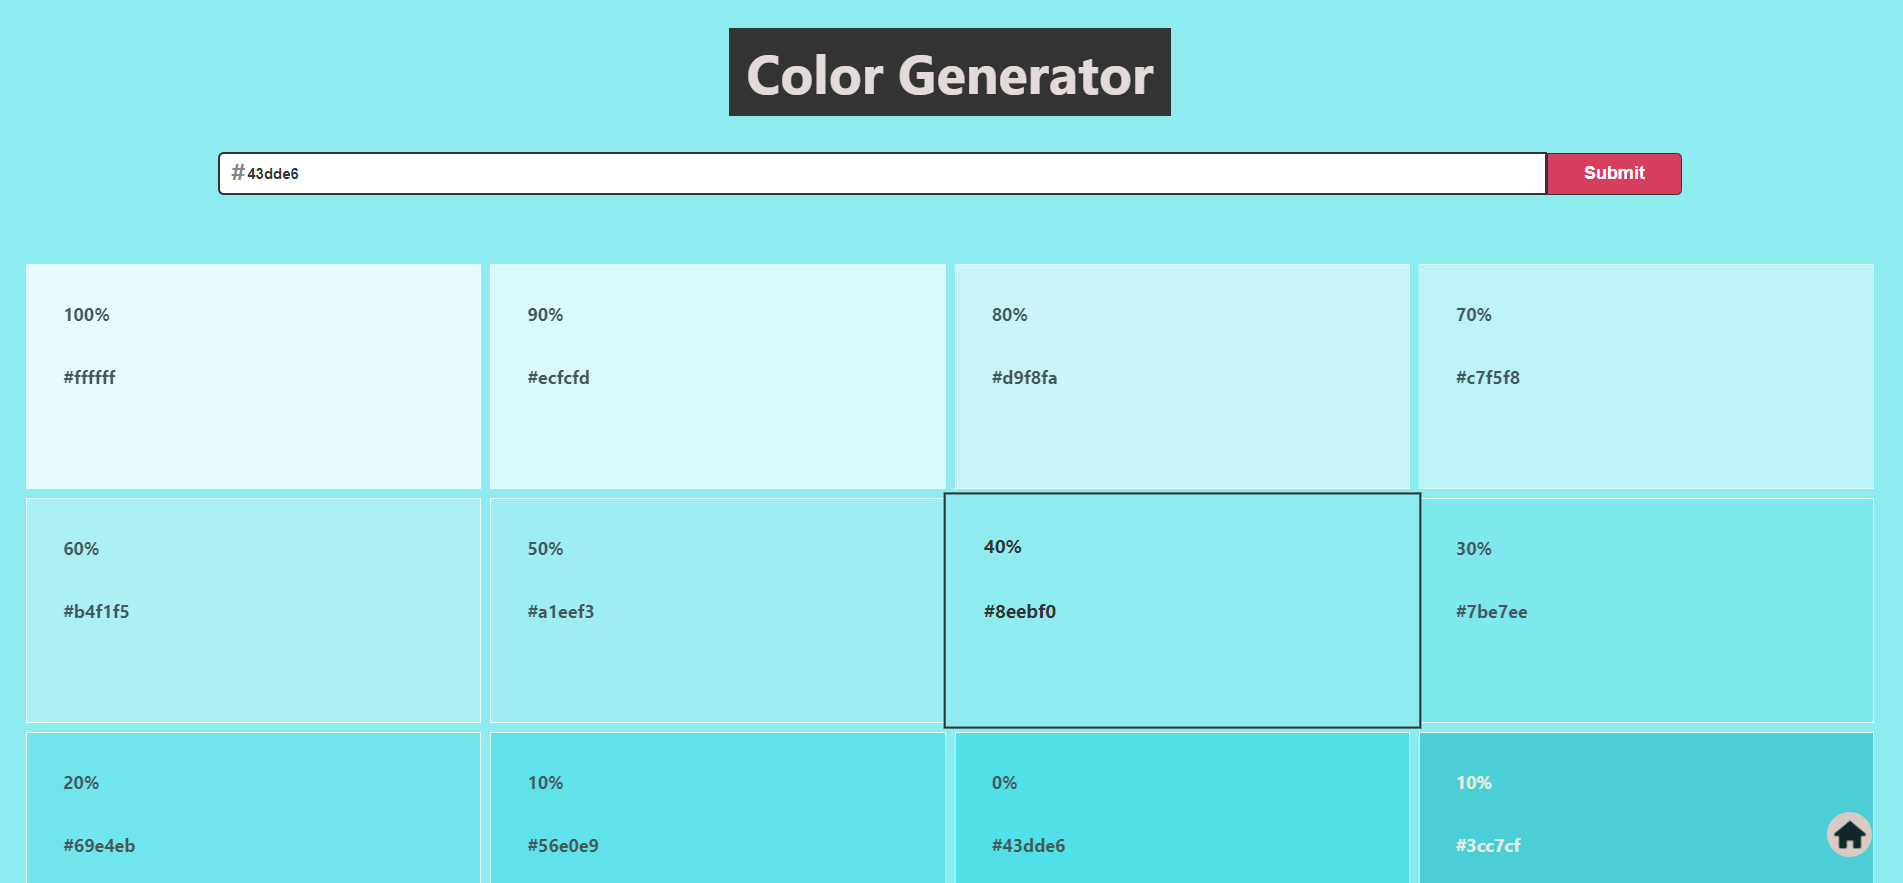 Color Generator
#43dde6
Submit
100%
#ffffff
90%
#ecfcfd
80%
#d9f8fa
70%
#c7f5f8
60%
#b4f1f5
50%
#a1eef3
40%
#8eebf0
30%
#7be7ee
20%
#69e4eb
10%
#56e0e9
0%
#43dde6
10%
#3cc7cf